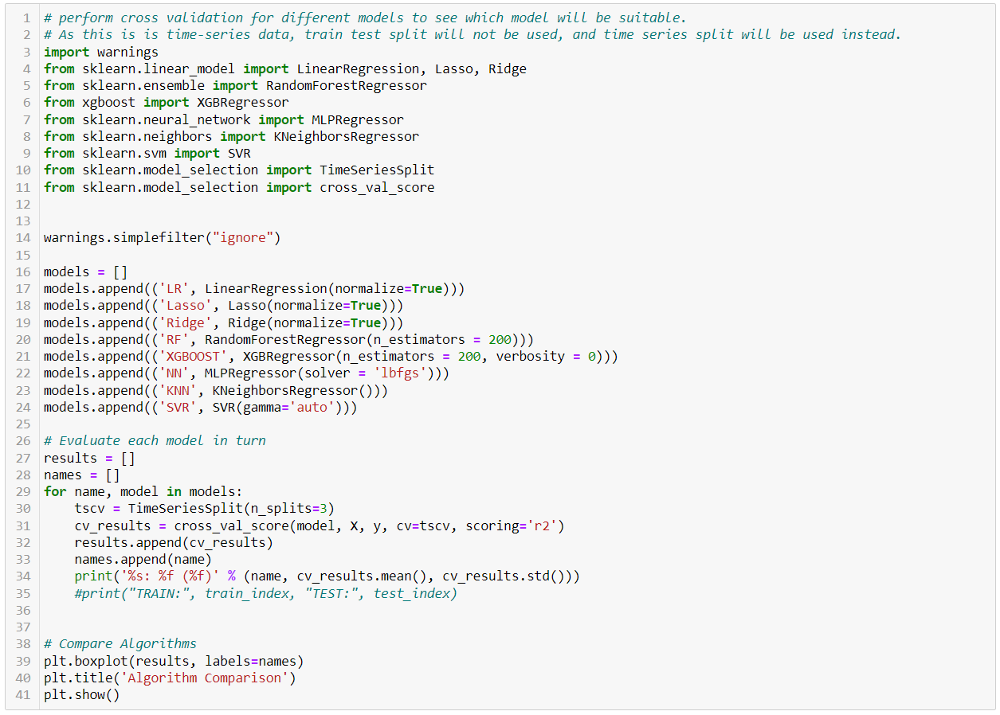 1 # perform cross validation for different models to see which model will be suitable.
2 # As this is is time-series data, train test split will not be used, and time series split will be used instead.
3 import warnings
4 from sklearn.linear_model import LinearRegression, Lasso, Ridge
5 from sklearn.ensemble import RandomForestRegressor
6 from xgboost import XGBRegressor
7 from sklearn.neural_network import MLPRegressor
8 from sklearn.neighbors import KNeighborsRegressor
9 from sklearn.svm import SVR
10 from sklearn.model_selection import TimeSeriesSplit
11 from sklearn.model_selection import cross_val_score
12
13
14 warnings.simplefilter("ignore")
15
16 models = []
17 models.append(('LR', LinearRegression(normalize=True)))
18 models.append(('Lasso', Lasso(normalize=True)))
19 models.append(('Ridge', Ridge(normalize=True)))
20 models.append(('RF', RandomForestRegressor(n_estimators = 200)))
21 models.append(('XGBOOST', XGBRegressor(n_estimators = 200, verbosity = 0)))
22 models.append(('NN', MLPRegressor(solver = 'lbfgs')))
23 models.append(('KNN', KNeighborsRegressor()))
24 models.append(('SVR', SVR(gamma='auto')))
25
26 # Evaluate each model in turn
27 results = []
28 names = []
29 for name, model in models:
30     tscv = TimeSeriesSplit(n_splits=3)
31     cv_results = cross_val_score(model, X, y, cv=tscv, scoring='r2')
32     results.append(cv_results)
33     names.append(name)
34     print('%s: %f (%f)' % (name, cv_results.mean(), cv_results.std()))
35     #print("TRAIN:", train_index, "TEST:", test_index)
36
37
38 # Compare Algorithms
39 plt.boxplot(results, labels=names)
40 plt.title('Algorithm Comparison')
41 plt.show()